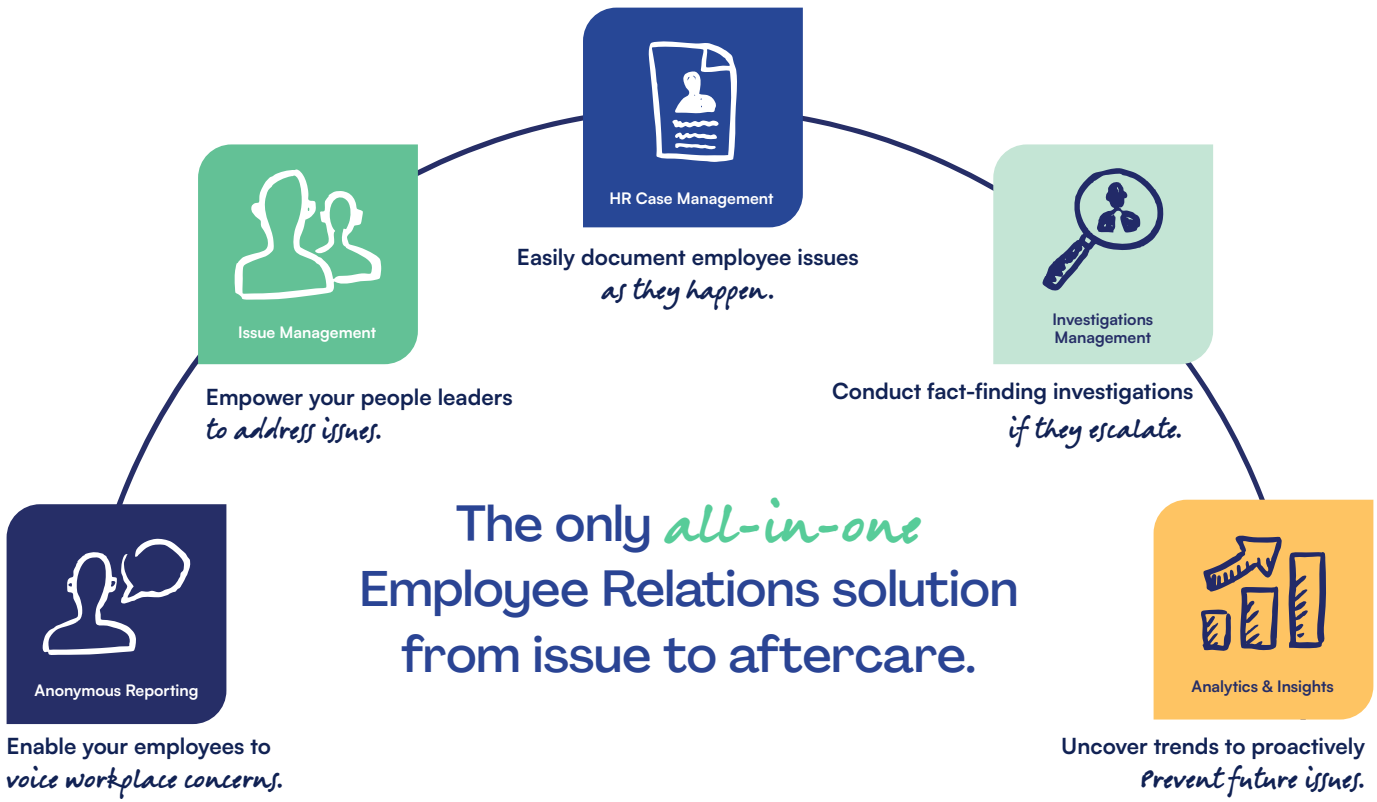 HR Case Management
Easily document employee issues
as they happen.
Issue Management
Empower your people leaders
to address issues.
Investigations
Management
Conduct fact-finding investigations
if they escalate.
The only all-in-one
Employee Relations solution
from issue to aftercare.
Anonymous Reporting
Enable your employees to
voice workplace concerns.
Analytics & Insights
Uncover trends to proactively
Prevent future issues.